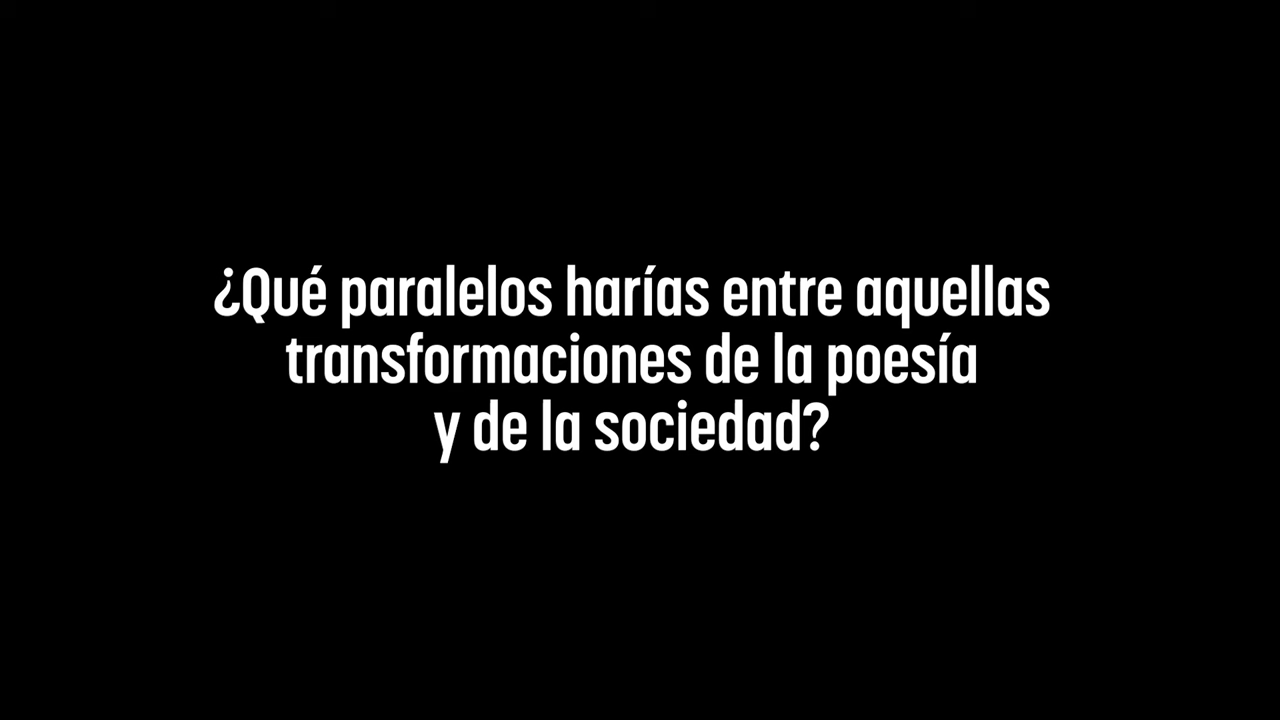 ¿Qué paralelos harías entre aquellas
transformaciones de la poesía
y de la sociedad?